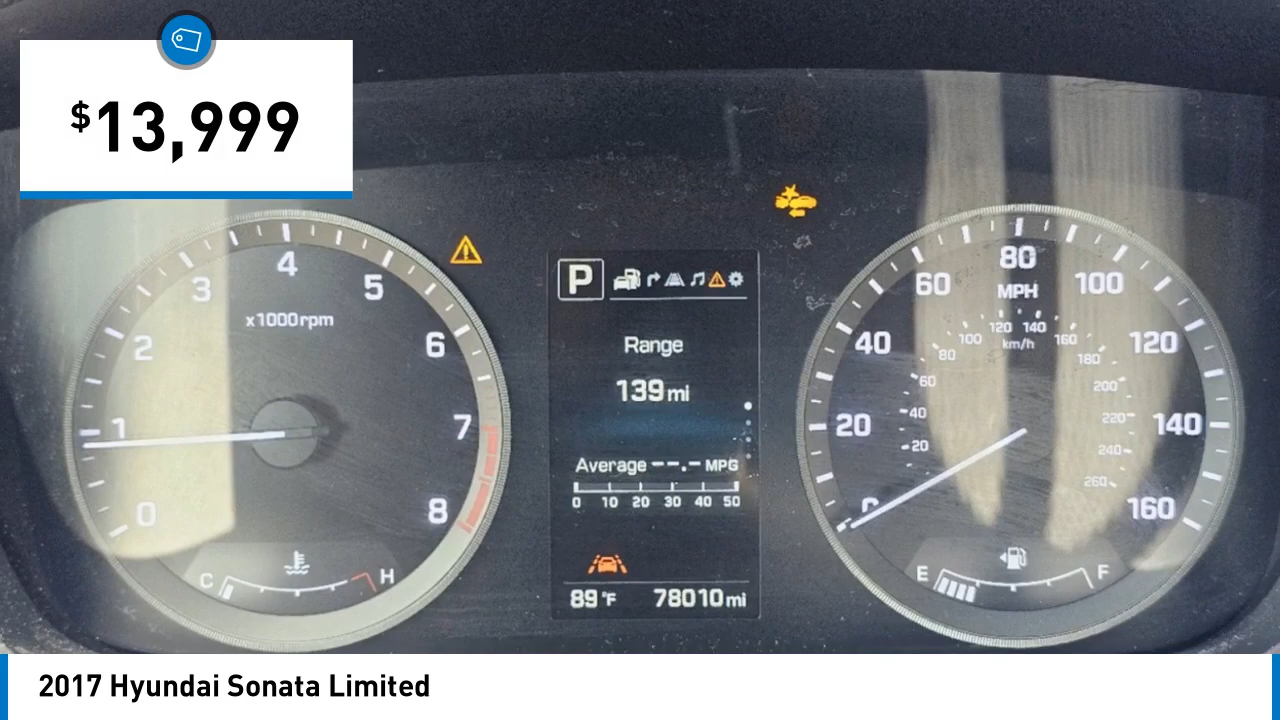 $13,999
0 1 2 3 4 5 6 7 8
x1000rpm
C H
P
Range
139 mi
Average --.- MPG
0 10 20 30 40 50
89°F 78010 mi
0 20 40 60 80 100 120 140 160
MPH
20 40 60 80 100 120 140 160 180 200 220 240 260
km/h
E F
2017 Hyundai Sonata Limited